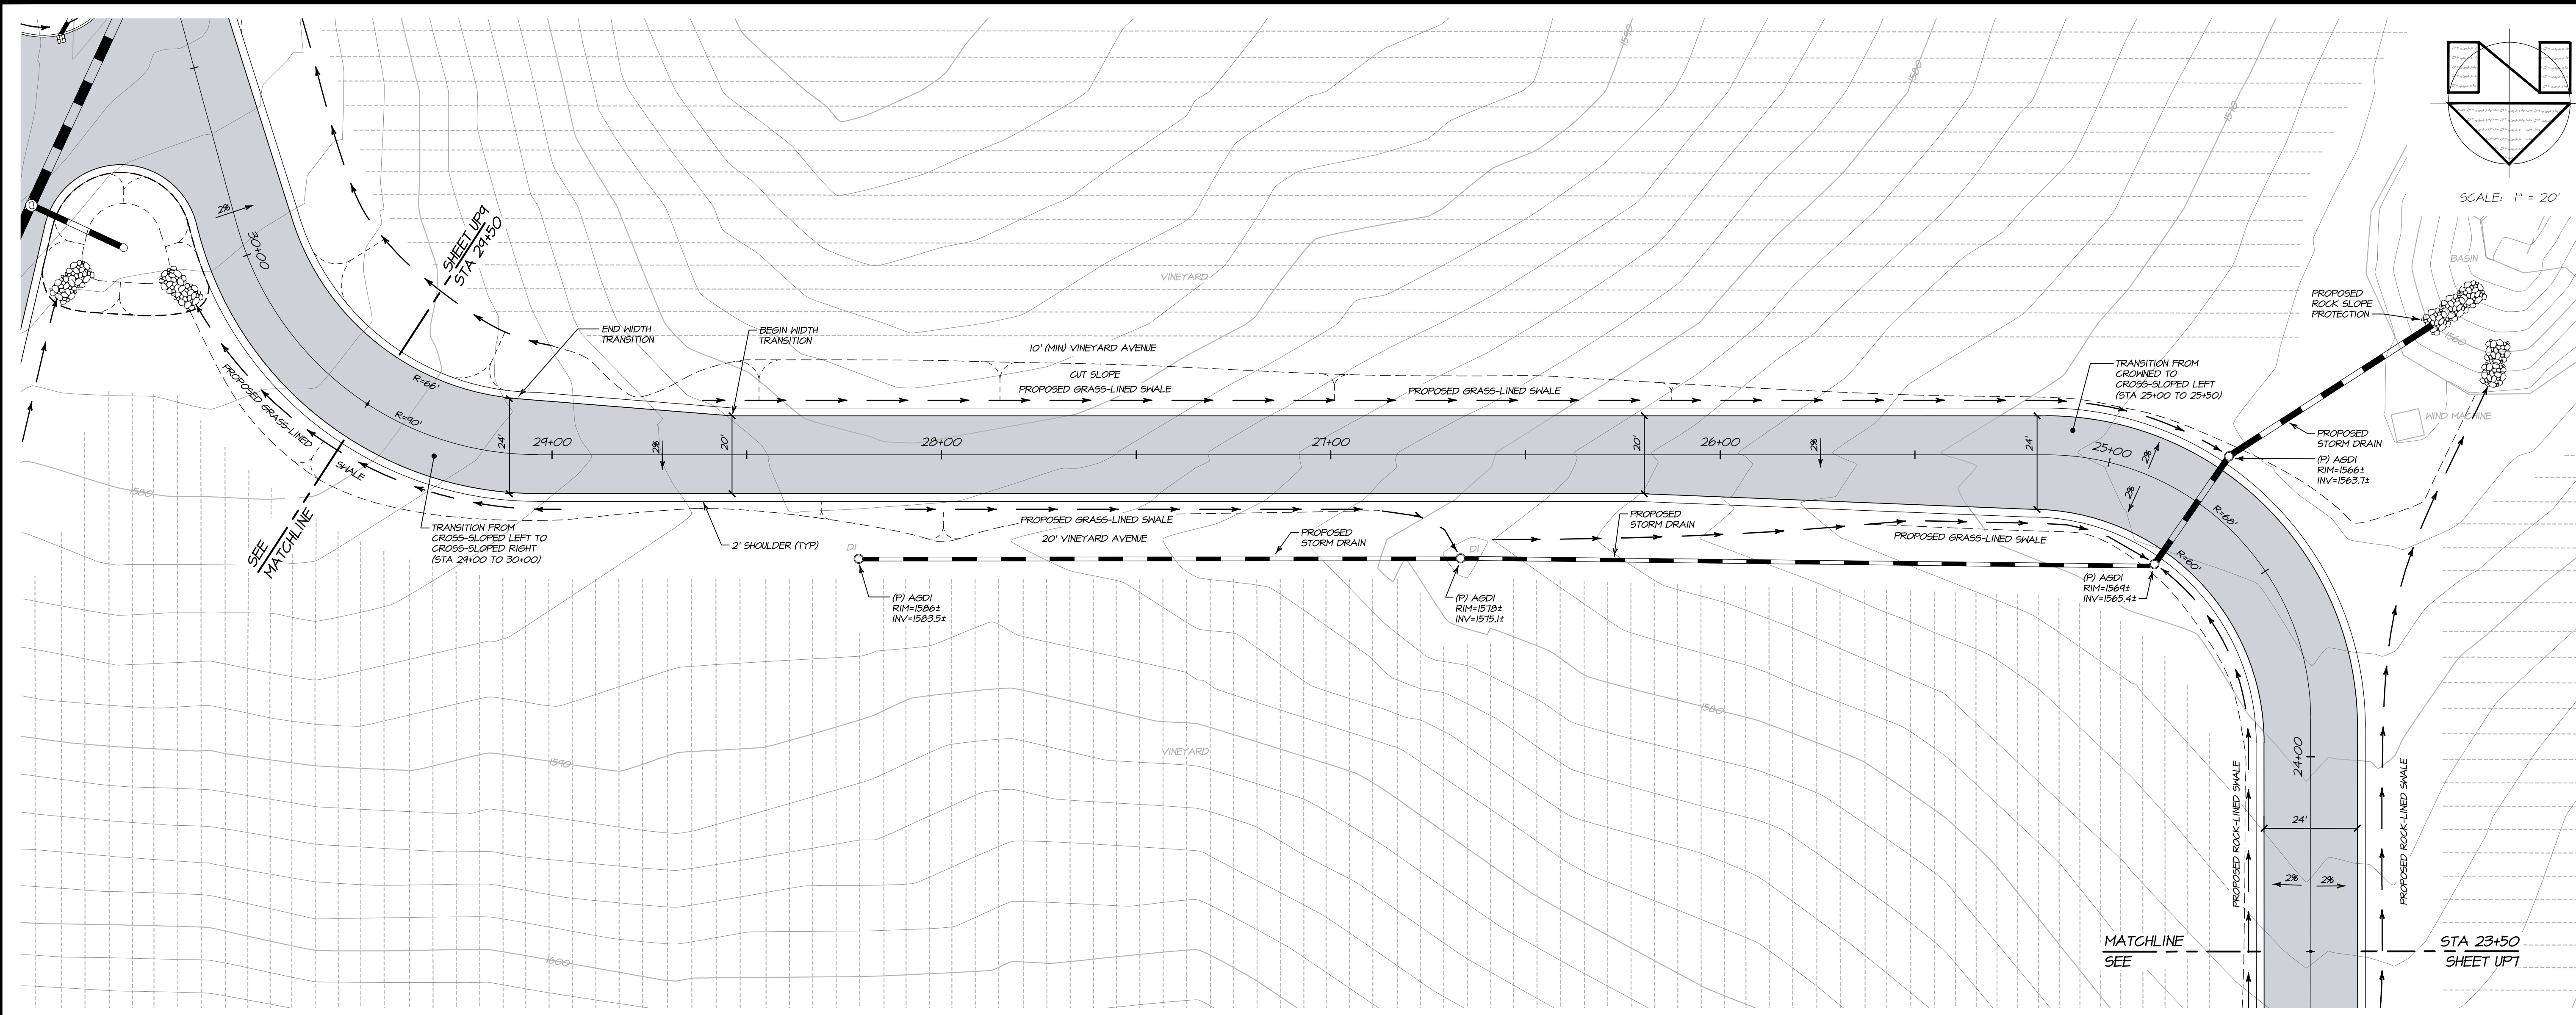 1590
1580
1570
N
SCALE: 1" = 20'
2%
30+00
SHEET UP9
STA 29+50
VINEYARD
BASIN
PROPOSED
ROCK SLOPE
PROTECTION
1560
END WIDTH
TRANSITION
BEGIN WIDTH
TRANSITION
10' (MIN) VINEYARD AVENUE
CUT SLOPE
PROPOSED GRASS-LINED SWALE
PROPOSED GRASS-LINED SWALE
TRANSITION FROM
CROWNED TO
CROSS-SLOPED LEFT
(STA 25+00 TO 25+50)
WIND MACHINE
PROPOSED
STORM DRAIN
(P) AGDI
RIM=1566±
INV=1563.7±
R=66'
R=90'
PROPOSED GRASS-LINED
SWALE
24'
29+00
2%
20'
28+00
27+00
20'
26+00
2%
24'
25+00
2%
2%
R=68'
R=60'
1580
SEE
MATCHLINE
TRANSITION FROM
CROSS-SLOPED LEFT TO
CROSS-SLOPED RIGHT
(STA 29+00 TO 30+00)
2' SHOULDER (TYP)
PROPOSED GRASS-LINED SWALE
20' VINEYARD AVENUE
DI
PROPOSED
STORM DRAIN
DI
PROPOSED
STORM DRAIN
PROPOSED GRASS-LINED SWALE
(P) AGDI
RIM=1586±
INV=1583.5±
(P) AGDI
RIM=1578±
INV=1575.1±
(P) AGDI
RIM=1569±
INV=1565.4±
1580
1590
VINEYARD
1600
24+00
24'
PROPOSED ROCK-LINED SWALE
PROPOSED ROCK-LINED SWALE
2%
2%
MATCHLINE
SEE
STA 23+50
SHEET UP7